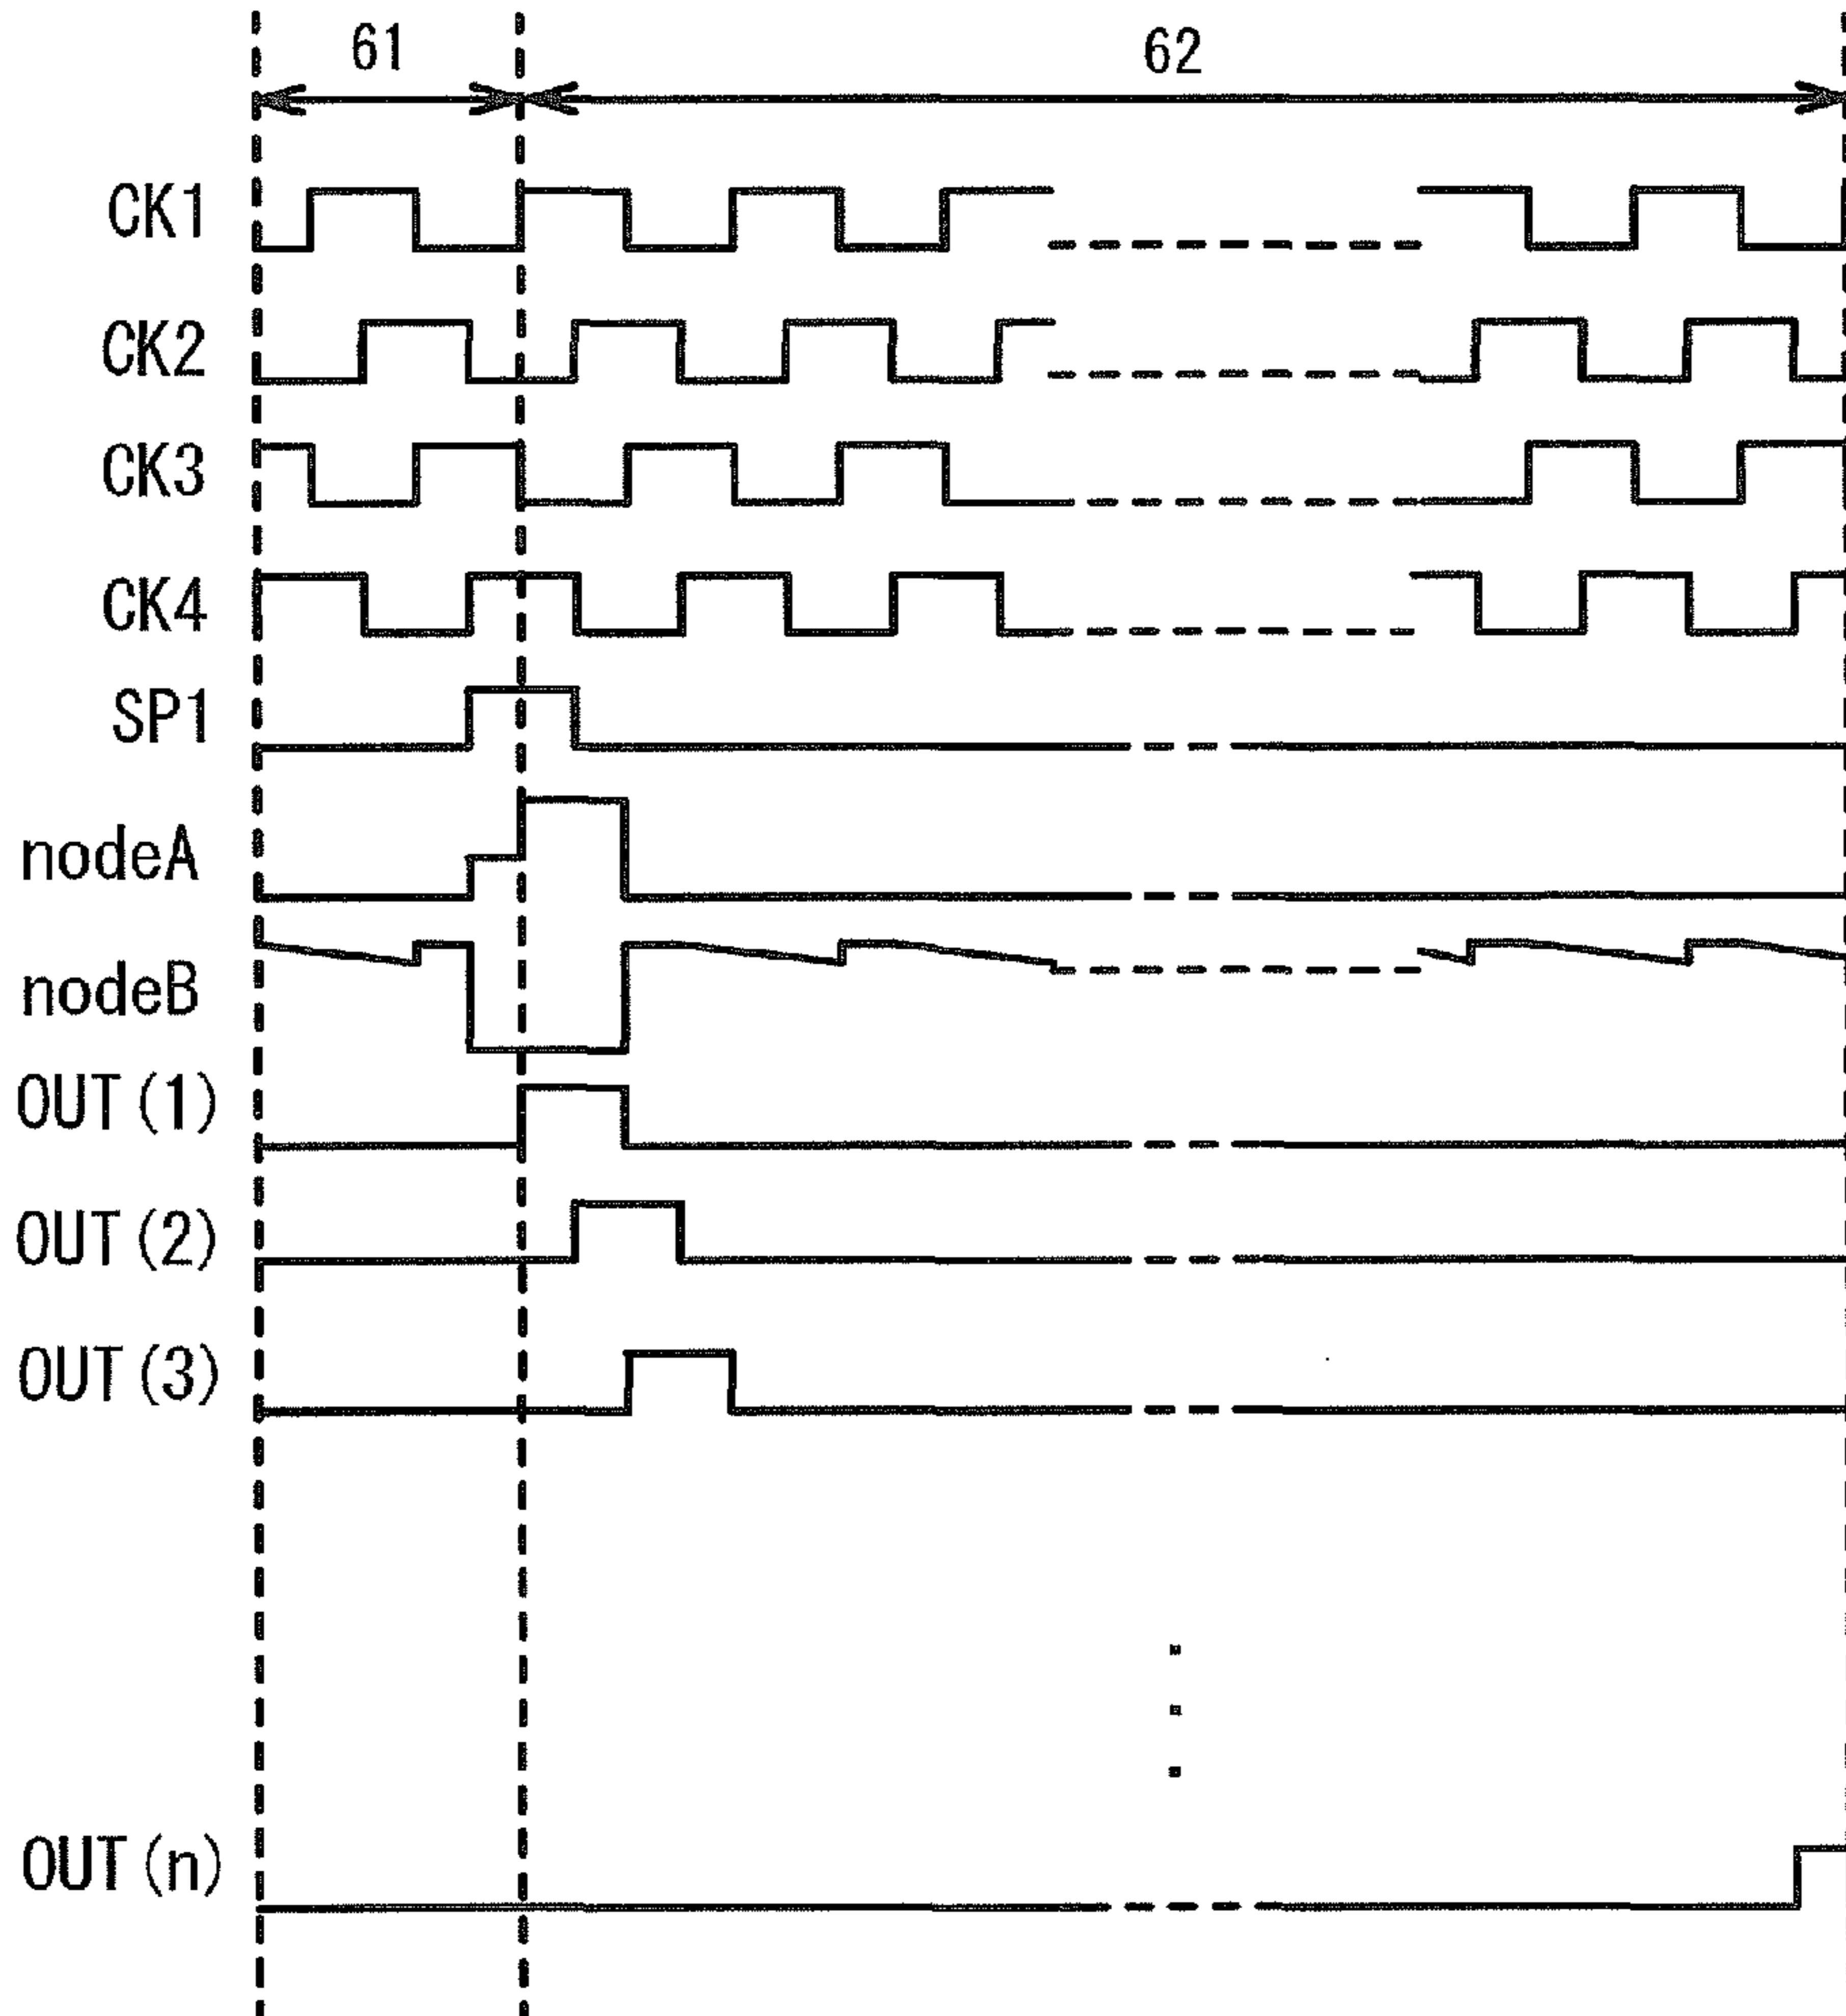 61 62
CK1
CK2
CK3
CK4
SP1
nodeA
nodeB
OUT(1)
OUT(2)
OUT(3)
OUT(n)